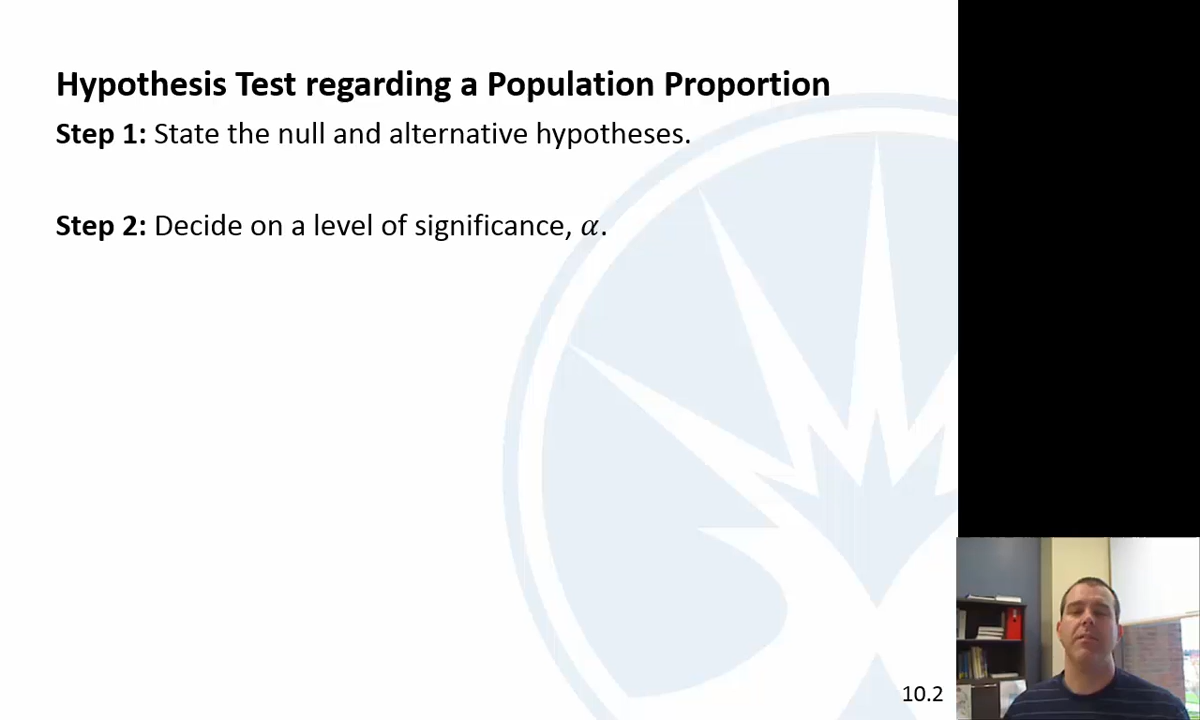 Hypothesis Test regarding a Population Proportion
Step 1: State the null and alternative hypotheses.
Step 2: Decide on a level of significance, α.
10.2